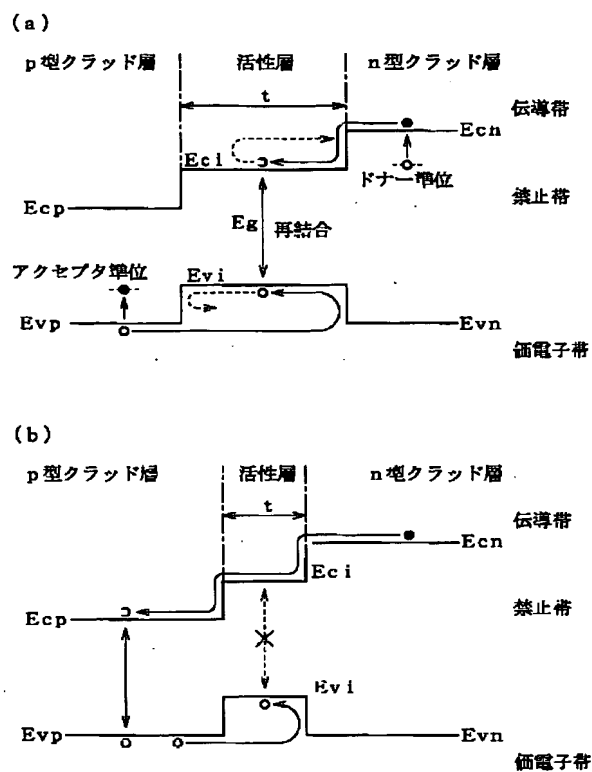 (a)
p型クラッド層 活性層 n型クラッド層
t
伝導帯
Ecn
Eci
ドナー準位
禁止帯
Ecp
Eg 再結合
アクセプタ準位
Evi
Evp
Evn
価電子帯
(b)
p型クラッド層 活性層 n型クラッド層
t
伝導帯
Ecn
Eci
Ecp
禁止帯
Evi
Evp
Evn
価電子帯